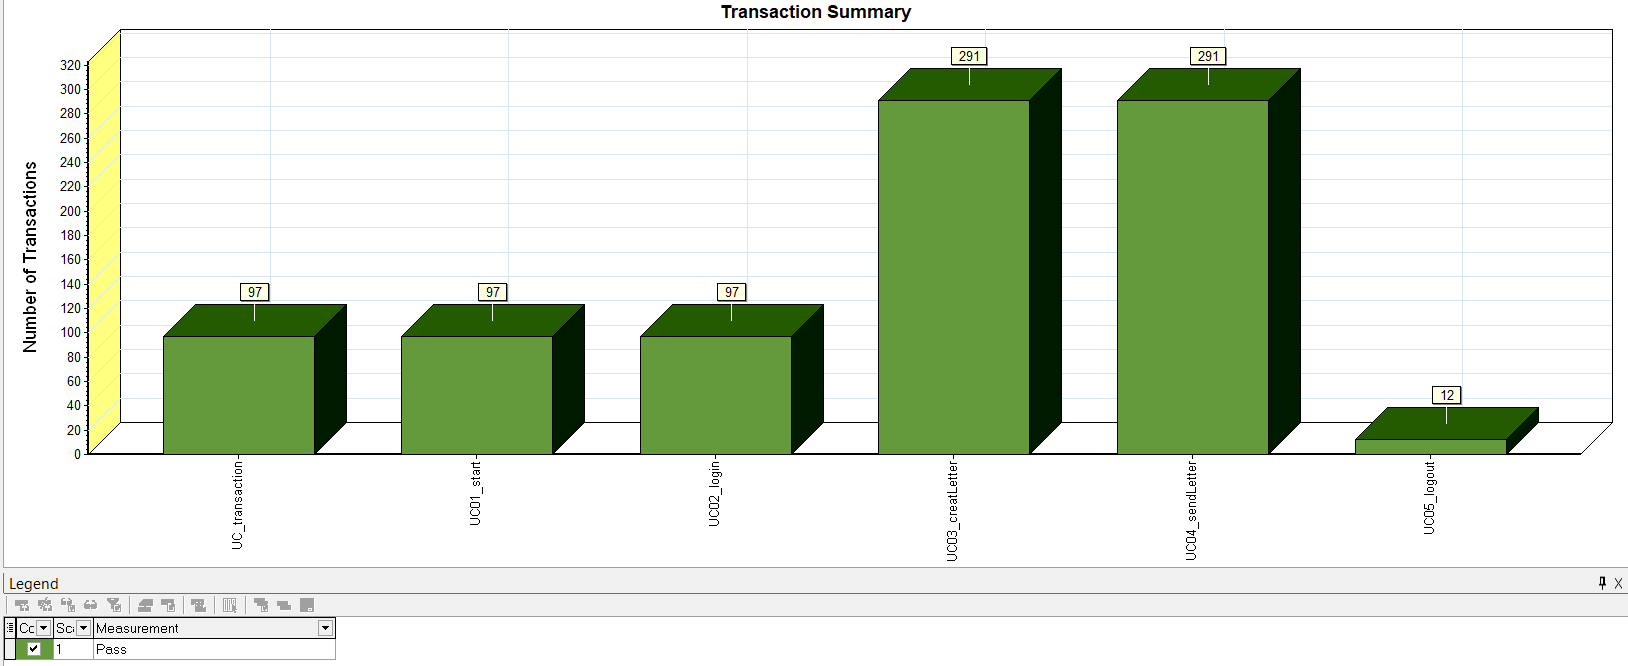 Transaction Summary
Number of Transactions
320
300
280
260
240
220
200
180
160
140
120
100
80
60
40
20
0
97
97
97
291
291
12
UC_transaction
UC01_start
UC02_login
UC03_creatLetter
UC04_sendLetter
UC05_logout
Legend
Cc Sc Measurement
1 Pass